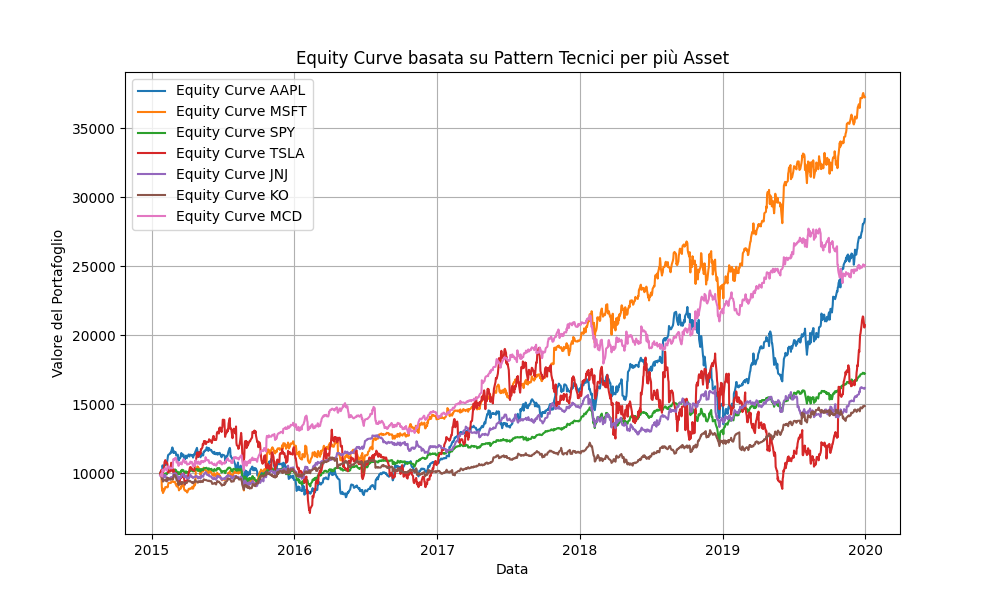 Equity Curve basata su Pattern Tecnici per più Asset
Equity Curve AAPL
Equity Curve MSFT
Equity Curve SPY
Equity Curve TSLA
Equity Curve JNJ
Equity Curve KO
Equity Curve MCD
Valore del Portafoglio
35000
30000
25000
20000
15000
10000
2015
2016
2017
2018
2019
2020
Data